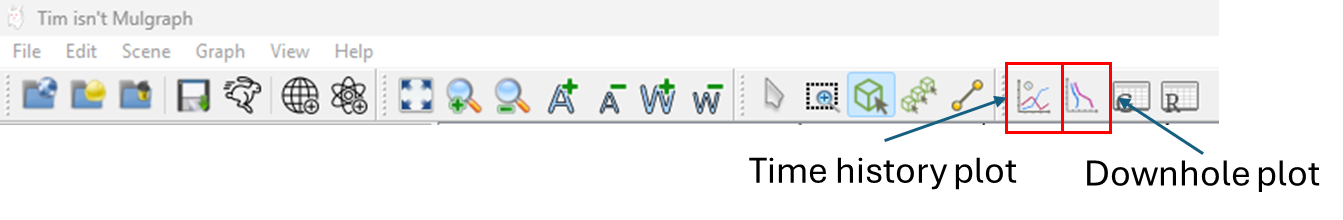 Tim isn't Mulgraph
File Edit Scene Graph View Help
A A W W G R
Time history plot
Downhole plot